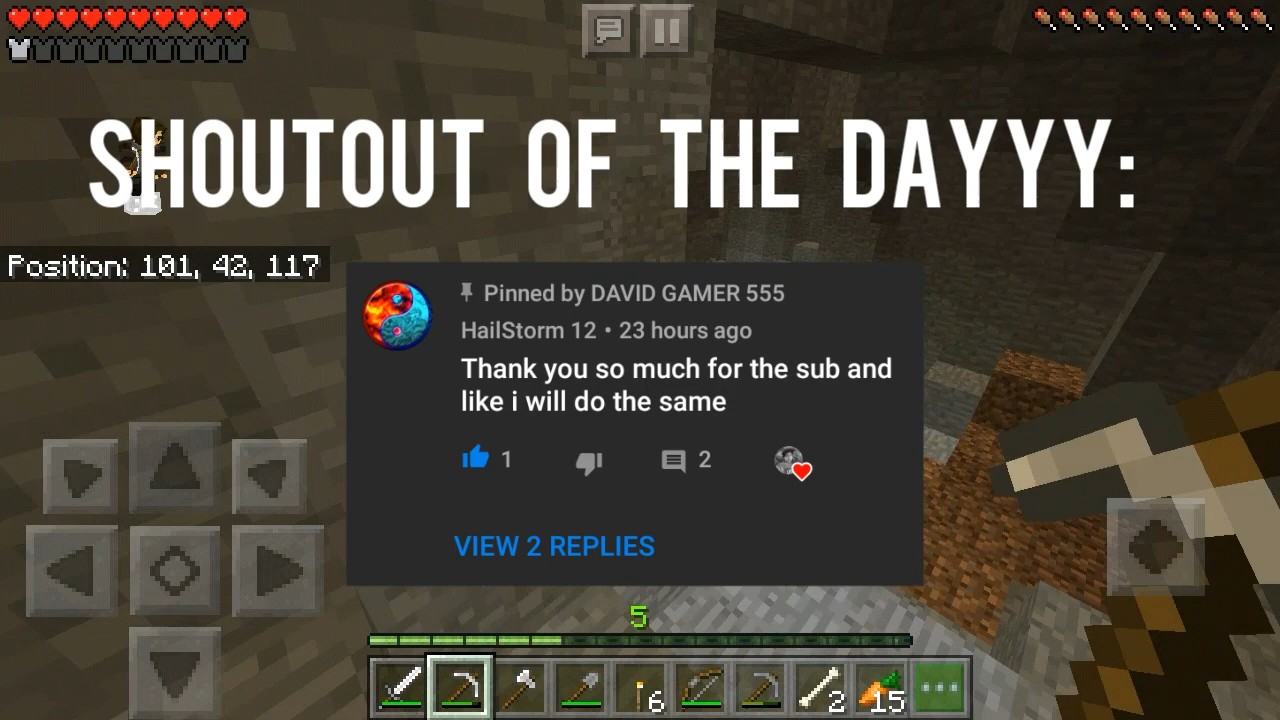 SHOUTOUT OF THE DAYYY:
Position: 101, 42, 117
Pinned by DAVID GAMER 555
HailStorm 12 • 23 hours ago
Thank you so much for the sub and
like i will do the same
1
2
VIEW 2 REPLIES
5
6
2
15